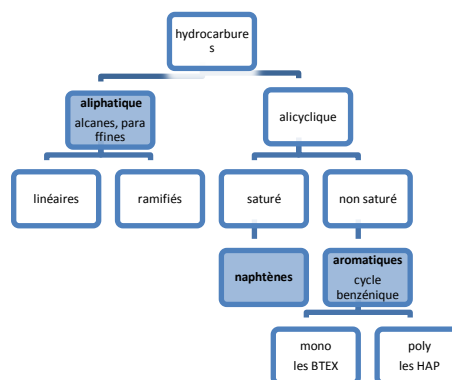 hydrocarbure
s
aliphatique
alcanes, para
ffines
alicyclique
linéaires
ramifiés
saturé
non saturé
naphtènes
aromatiques
cycle
benzénique
mono
les BTEX
poly
les HAP